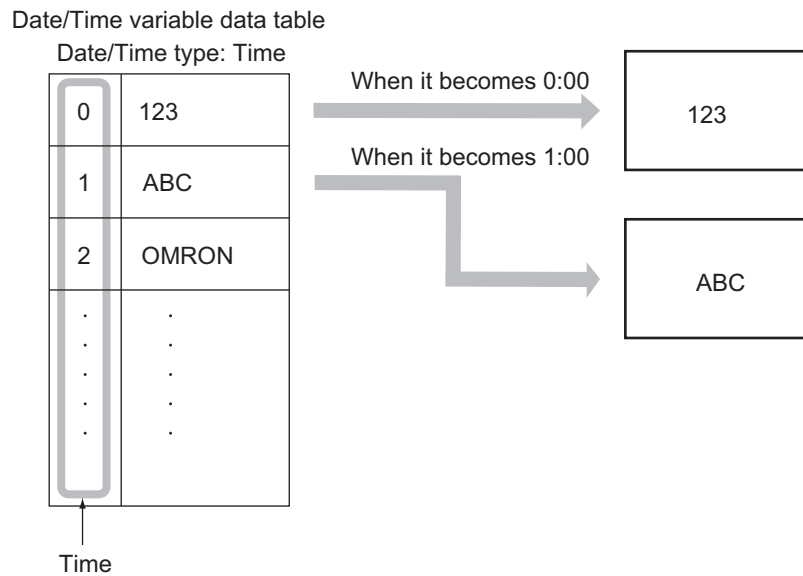 Date/Time variable data table
Date/Time type: Time
0 123
When it becomes 0:00
123
1 ABC
When it becomes 1:00
2 OMRON
ABC
Time